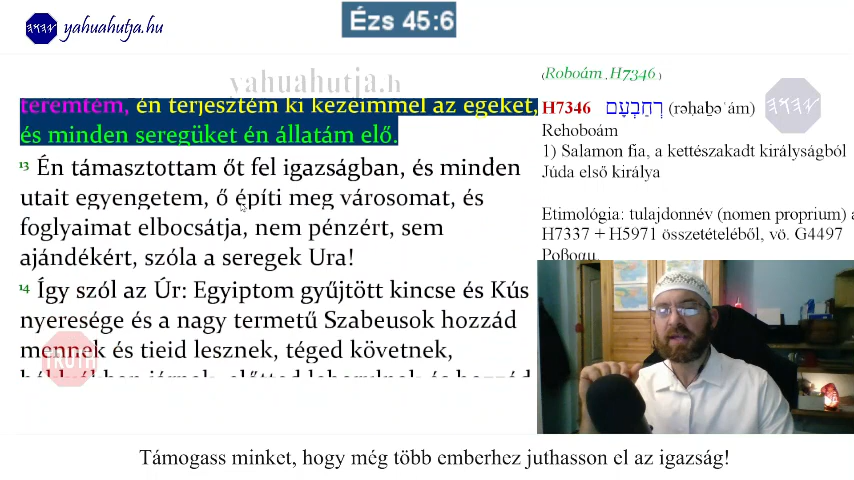 yahuahutja.hu
Ézs 45:6
yahuahutja.h
teremtém, én terjesztém ki kezeimmel az egeket,
és minden seregüket én állatám elő.
13 Én támasztottam őt fel igazságban, és minden
utait egyengetem, ő építi meg városomat, és
foglyaimat elbocsátja, nem pénzért, sem
ajándékért, szóla a seregek Ura!
14 Így szól az Úr: Egyiptom gyűjtött kincse és Kús
nyeresége és a nagy termetű Szabeusok hozzád
mennek és tieid lesznek, téged követnek,
TRUTH
(Roboám , H7346 )
H7346 רְחַבְעָם (rəḥaḇəʿám)
Rehoboám
1) Salamon fia, a kettészakadt királyságból
Júda első királya
Etimológia: tulajdonnév (nomen proprium) a
H7337 + H5971 összetételéből, vö. G4497
Ροβοαμ.
Támogass minket, hogy még több emberhez juthasson el az igazság!